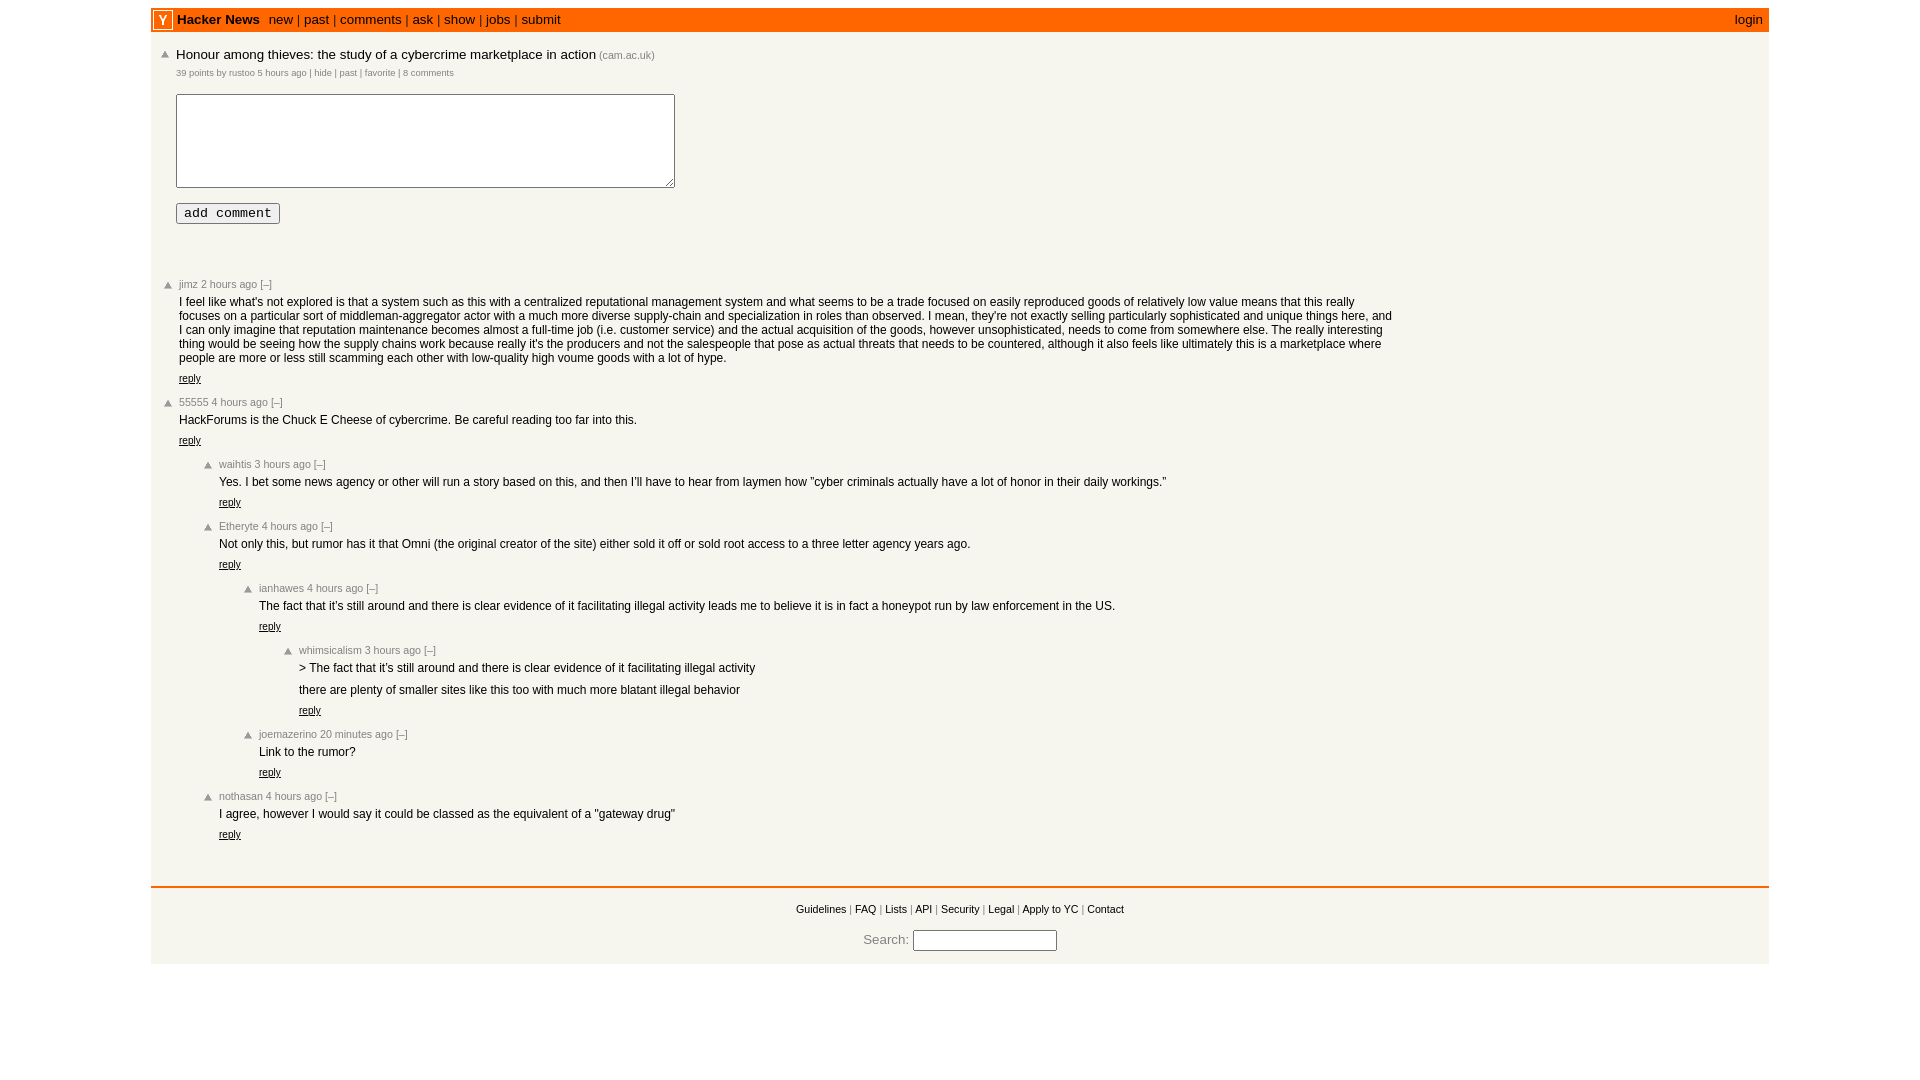 Y Hacker News new | past | comments | ask | show | jobs | submit login
Honour among thieves: the study of a cybercrime marketplace in action (cam.ac.uk)
39 points by rustoo 5 hours ago | hide | past | favorite | 8 comments
add comment
jimz 2 hours ago [–]
I feel like what's not explored is that a system such as this with a centralized reputational management system and what seems to be a trade focused on easily reproduced goods of relatively low value means that this really
focuses on a particular sort of middleman-aggregator actor with a much more diverse supply-chain and specialization in roles than observed. I mean, they're not exactly selling particularly sophisticated and unique things here, and
I can only imagine that reputation maintenance becomes almost a full-time job (i.e. customer service) and the actual acquisition of the goods, however unsophisticated, needs to come from somewhere else. The really interesting
thing would be seeing how the supply chains work because really it's the producers and not the salespeople that pose as actual threats that needs to be countered, although it also feels like ultimately this is a marketplace where
people are more or less still scamming each other with low-quality high voume goods with a lot of hype.
reply
55555 4 hours ago [–]
HackForums is the Chuck E Cheese of cybercrime. Be careful reading too far into this.
reply
waihtis 3 hours ago [–]
Yes. I bet some news agency or other will run a story based on this, and then I’ll have to hear from laymen how ”cyber criminals actually have a lot of honor in their daily workings.”
reply
Etheryte 4 hours ago [–]
Not only this, but rumor has it that Omni (the original creator of the site) either sold it off or sold root access to a three letter agency years ago.
reply
ianhawes 4 hours ago [–]
The fact that it’s still around and there is clear evidence of it facilitating illegal activity leads me to believe it is in fact a honeypot run by law enforcement in the US.
reply
whimsicalism 3 hours ago [–]
> The fact that it’s still around and there is clear evidence of it facilitating illegal activity
there are plenty of smaller sites like this too with much more blatant illegal behavior
reply
joemazerino 20 minutes ago [–]
Link to the rumor?
reply
nothasan 4 hours ago [–]
I agree, however I would say it could be classed as the equivalent of a "gateway drug"
reply
Guidelines | FAQ | Lists | API | Security | Legal | Apply to YC | Contact
Search: